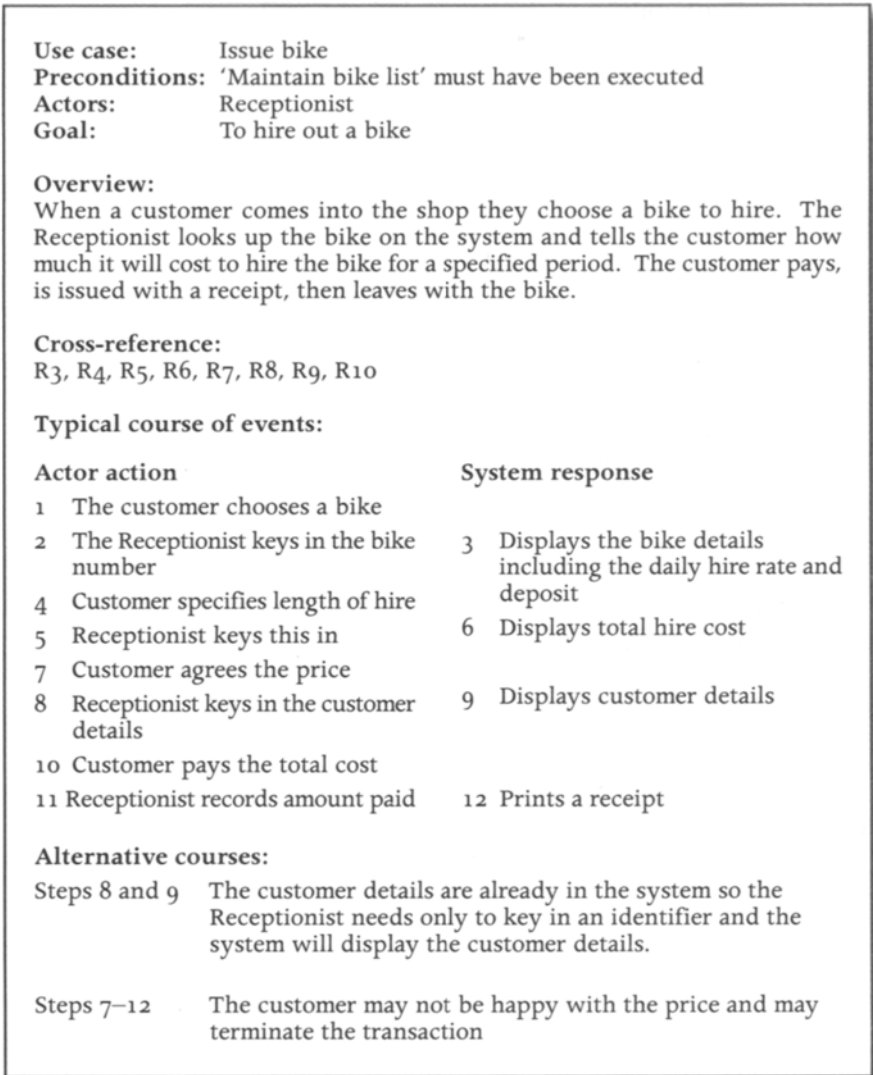 Use case: Issue bike
Preconditions: ‘Maintain bike list’ must have been executed
Actors: Receptionist
Goal: To hire out a bike
Overview:
When a customer comes into the shop they choose a bike to hire. The
Receptionist looks up the bike on the system and tells the customer how
much it will cost to hire the bike for a specified period. The customer pays,
is issued with a receipt, then leaves with the bike.
Cross-reference:
R3, R4, R5, R6, R7, R8, R9, R10
Typical course of events:
Actor action
1 The customer chooses a bike
2 The Receptionist keys in the bike
number
4 Customer specifies length of hire
5 Receptionist keys this in
7 Customer agrees the price
8 Receptionist keys in the customer
details
10 Customer pays the total cost
11 Receptionist records amount paid
System response
3 Displays the bike details
including the daily hire rate and
deposit
6 Displays total hire cost
9 Displays customer details
12 Prints a receipt
Alternative courses:
Steps 8 and 9 The customer details are already in the system so the
Receptionist needs only to key in an identifier and the
system will display the customer details.
Steps 7–12 The customer may not be happy with the price and may
terminate the transaction